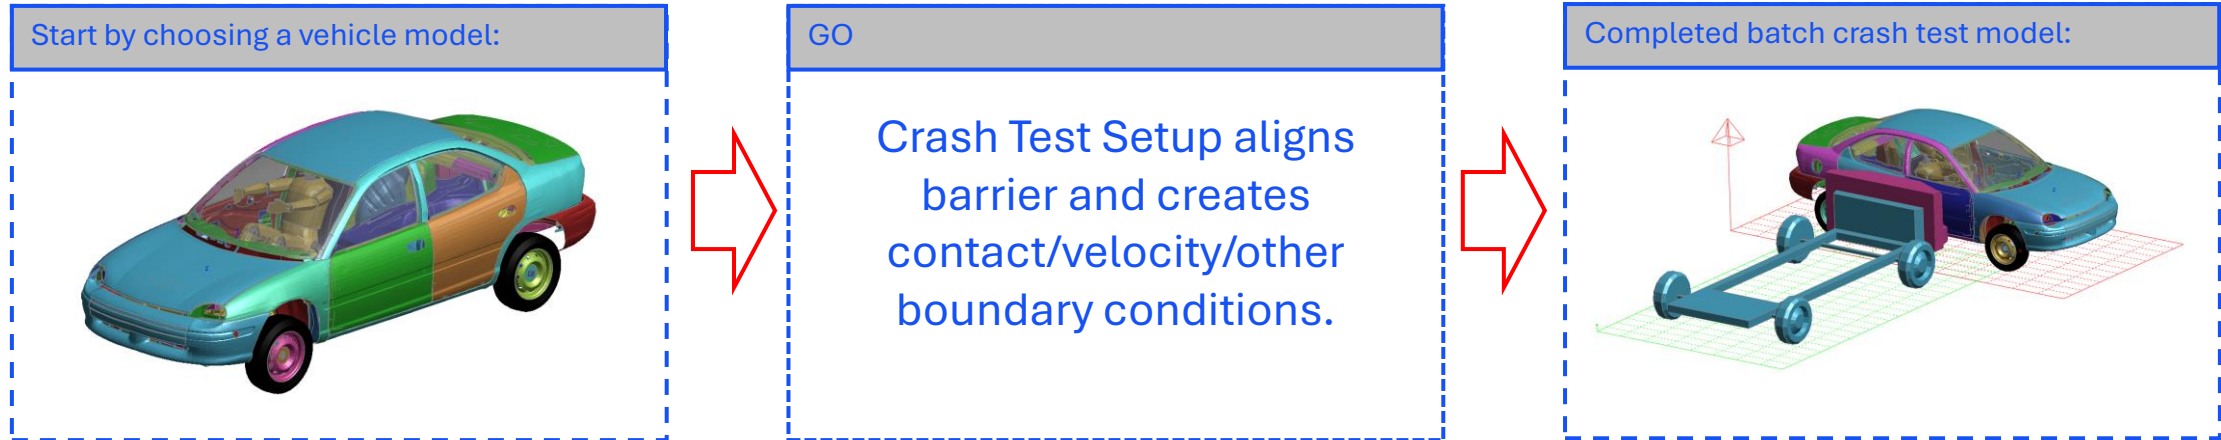 Start by choosing a vehicle model:
GO
Crash Test Setup aligns
barrier and creates
contact/velocity/other
boundary conditions.
Completed batch crash test model: